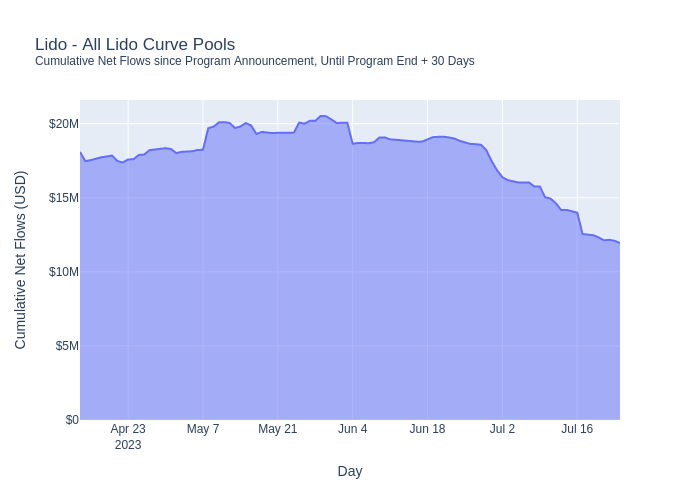 Lido - All Lido Curve Pools
Cumulative Net Flows since Program Announcement, Until Program End + 30 Days
Cumulative Net Flows (USD)
$20M
$15M
$10M
$5M
$0
Apr 23
2023
May 7
May 21
Jun 4
Jun 18
Jul 2
Jul 16
Day